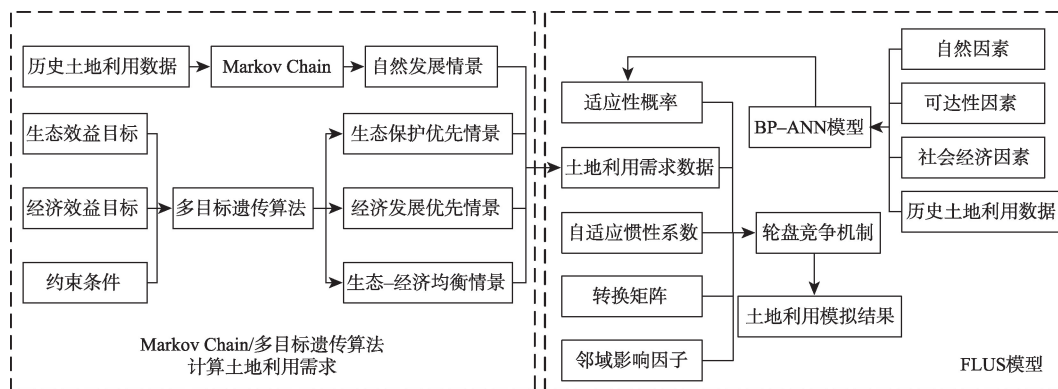 历史土地利用数据
Markov Chain
自然发展情景
生态效益目标
经济效益目标
约束条件
多目标遗传算法
生态保护优先情景
经济发展优先情景
生态–经济均衡情景
Markov Chain/多目标遗传算法
计算土地利用需求
适应性概率
土地利用需求数据
自适应惯性系数
转换矩阵
邻域影响因子
BP–ANN模型
自然因素
可达性因素
社会经济因素
历史土地利用数据
轮盘竞争机制
土地利用模拟结果
FLUS模型